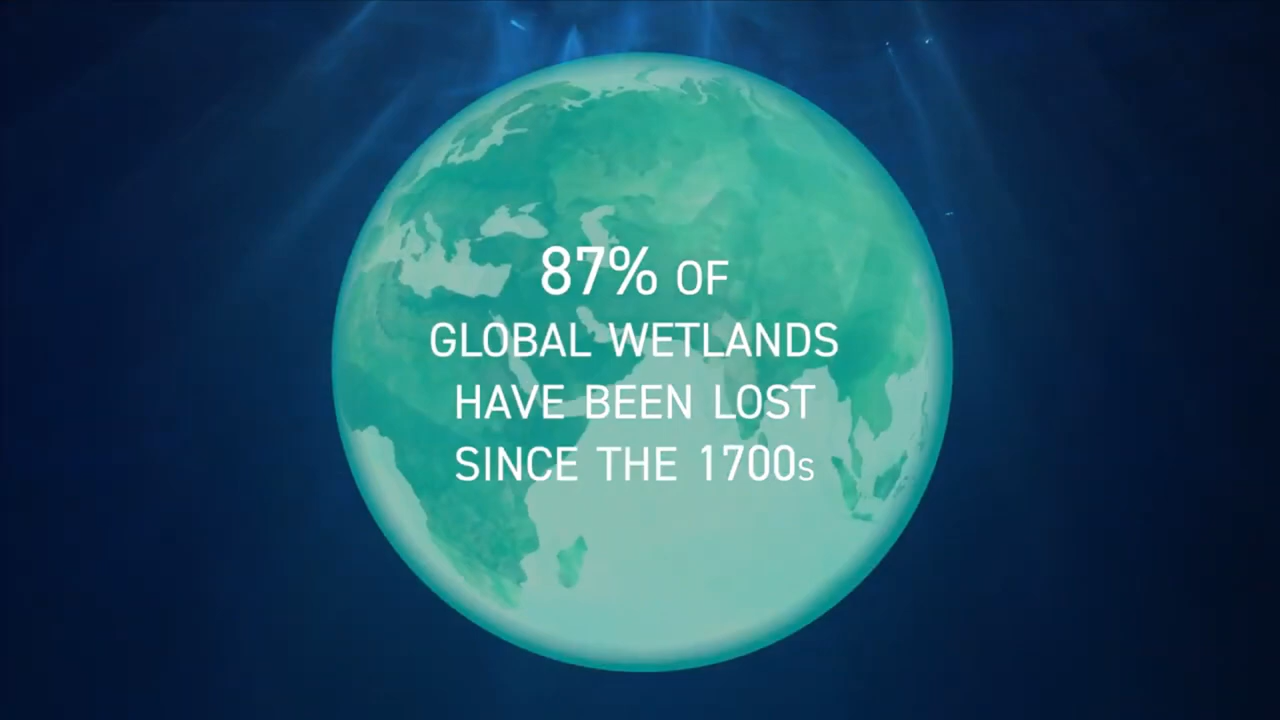 87% OF
GLOBAL WETLANDS
HAVE BEEN LOST
SINCE THE 1700s